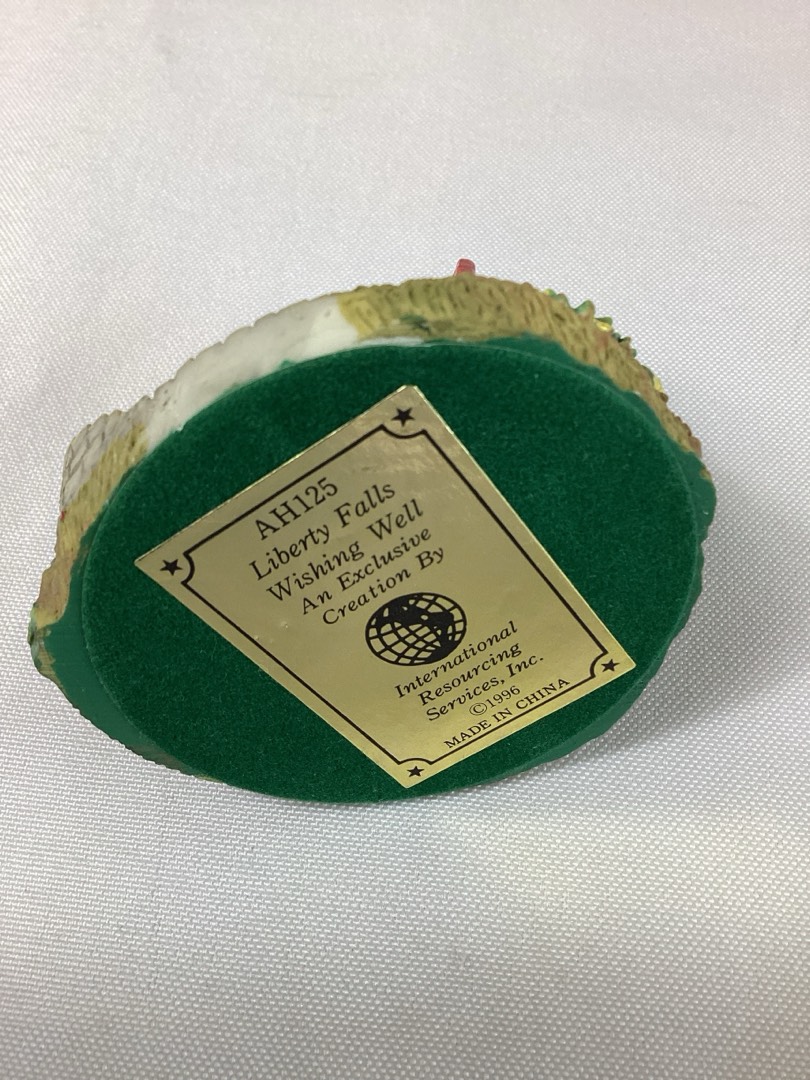 AH125
Liberty Falls
Wishing Well
An Exclusive
Creation By
International
Resourcing
Services, Inc.
©1996
MADE IN CHINA